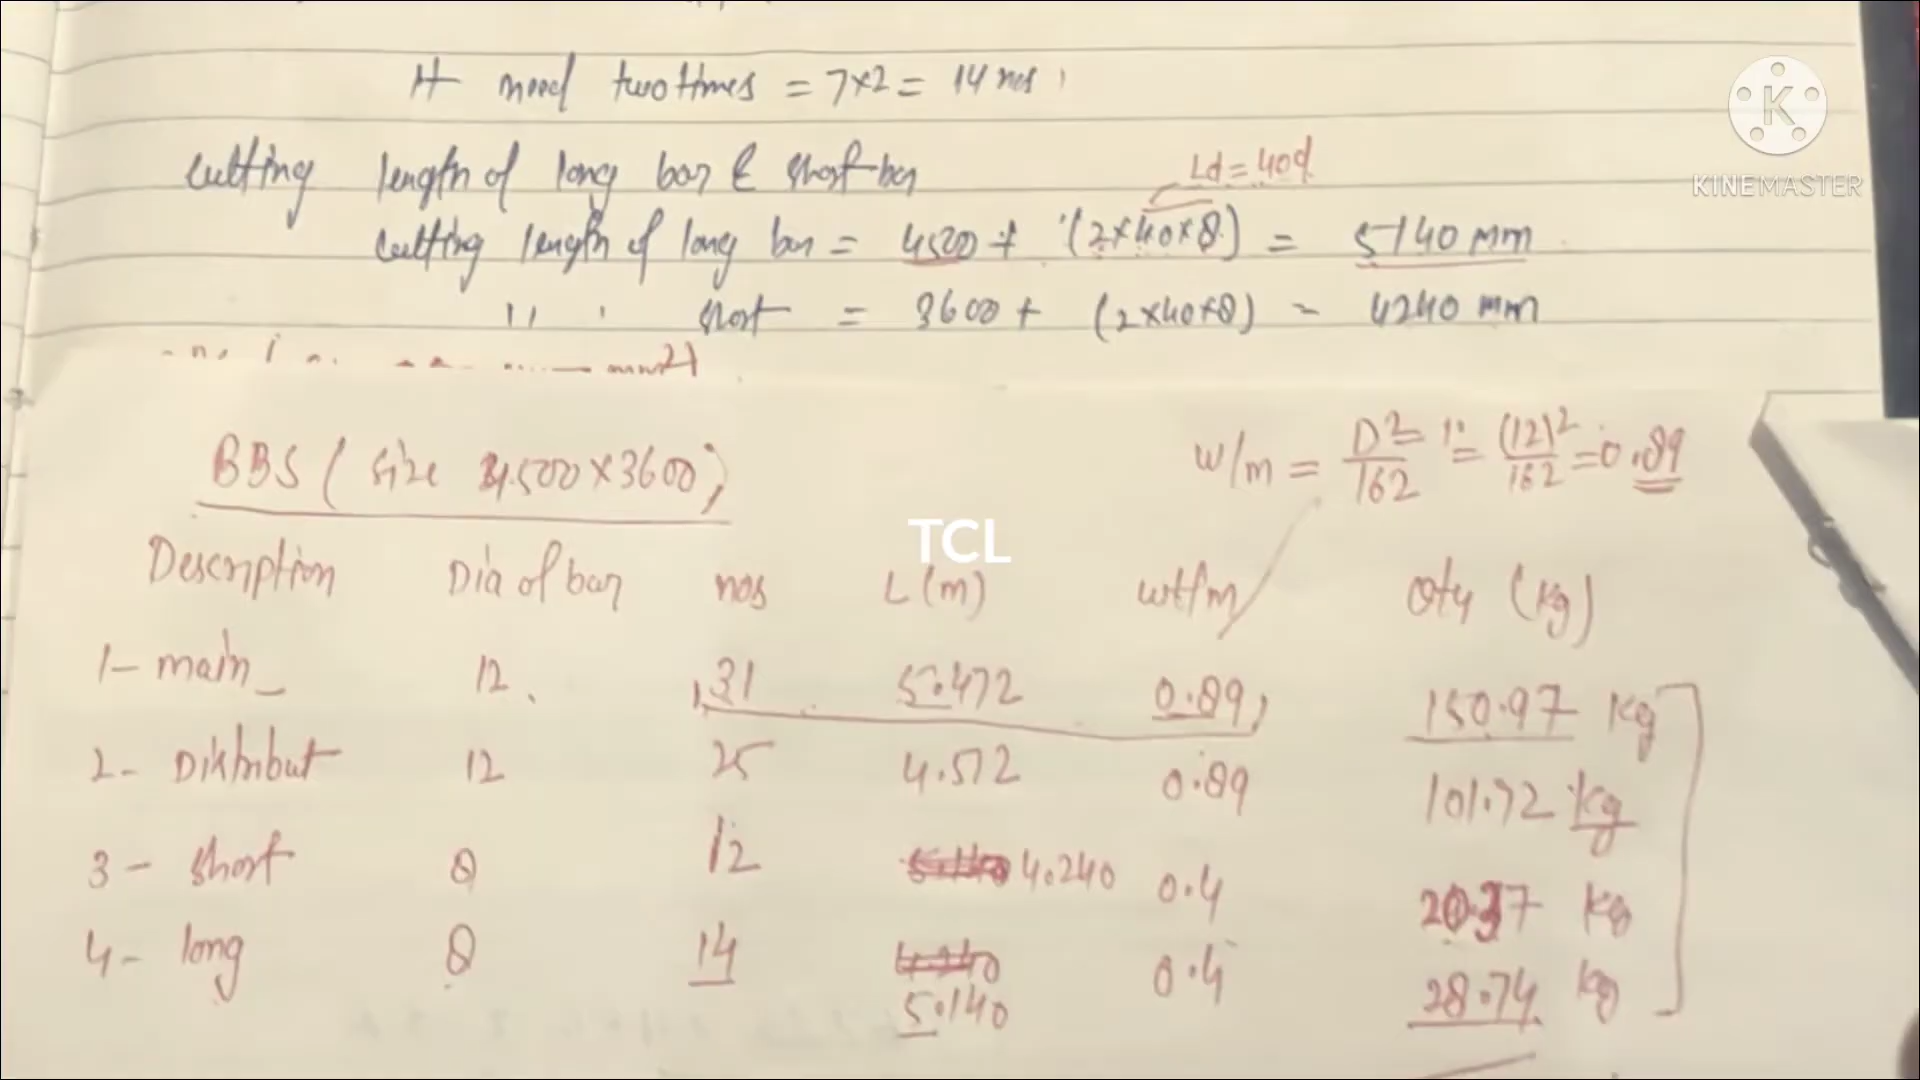 It need two times = 7×2 = 14 nos
KINEMASTER
cutting length of long bar & short bar
Ld = 40d
cutting length of long bar = 4500 + (2×40×8) = 5140 mm
'' ' short = 3600 + (2×40×8) = 4240 mm
BBS ( size 4500×3600)
W/m = D²/162 = (12)²/162 = 0.89
TCL
Description Dia of bar nos L (m) wt/m Qty (kg)
1- main 12 31 5.472 0.89 150.97 kg
2- Distribut 12 25 4.572 0.89 101.72 kg
3- short 8 12 4.240 0.4 20.37 kg
4- long 8 14 5.140 0.4 28.74 kg